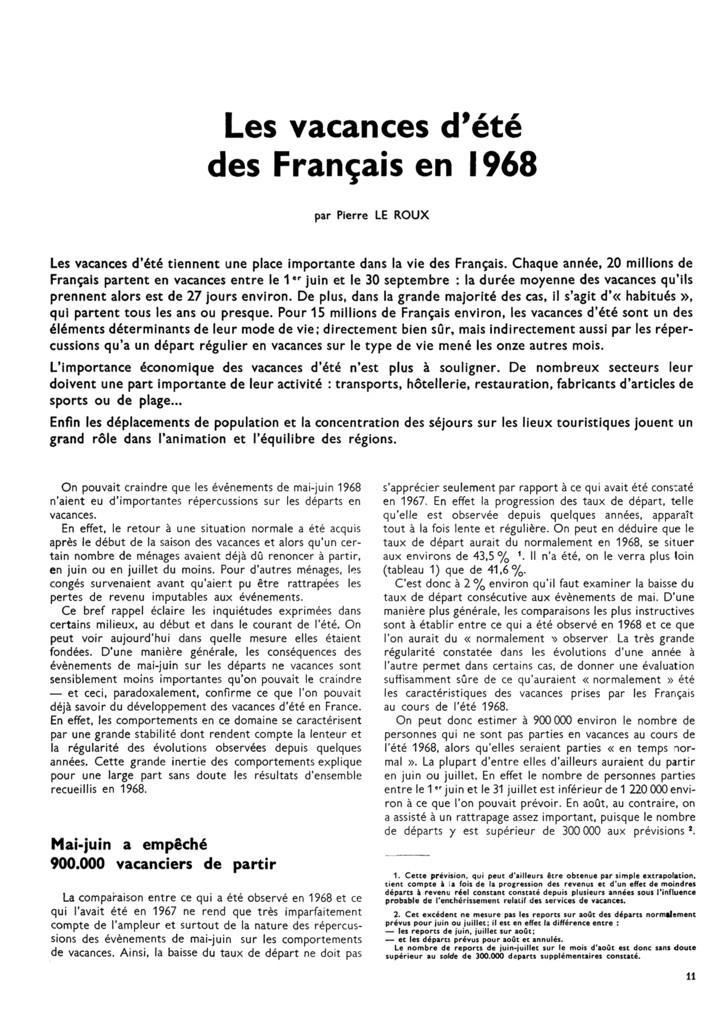 Les vacances d'été
des Français en 1968
par Pierre LE ROUX
Les vacances d'été tiennent une place importante dans la vie des Français. Chaque année, 20 millions de
Français partent en vacances entre le 1er juin et le 30 septembre : la durée moyenne des vacances qu'ils
prennent alors est de 27 jours environ. De plus, dans la grande majorité des cas, il s'agit d'« habitués »,
qui partent tous les ans ou presque. Pour 15 millions de Français environ, les vacances d'été sont un des
éléments déterminants de leur mode de vie; directement bien sûr, mais indirectement aussi par les réper-
cussions qu'a un départ régulier en vacances sur le type de vie mené les onze autres mois.
L'importance économique des vacances d'été n'est plus à souligner. De nombreux secteurs leur
doivent une part importante de leur activité : transports, hôtellerie, restauration, fabricants d'articles de
sports ou de plage...
Enfin les déplacements de population et la concentration des séjours sur les lieux touristiques jouent un
grand rôle dans l'animation et l'équilibre des régions.
On pouvait craindre que les événements de mai-juin 1968
n'aient eu d'importantes répercussions sur les départs en
vacances.
En effet, le retour à une situation normale a été acquis
après le début de la saison des vacances et alors qu'un cer-
tain nombre de ménages avaient déjà dû renoncer à partir,
en juin ou en juillet du moins. Pour d'autres ménages, les
congés survenaient avant qu'aient pu être rattrapées les
pertes de revenu imputables aux événements.
Ce bref rappel éclaire les inquiétudes exprimées dans
certains milieux, au début et dans le courant de l'été. On
peut voir aujourd'hui dans quelle mesure elles étaient
fondées. D'une manière générale, les conséquences des
évènements de mai-juin sur les départs ne vacances sont
sensiblement moins importantes qu'on pouvait le craindre
— et ceci, paradoxalement, confirme ce que l'on pouvait
déjà savoir du développement des vacances d'été en France.
En effet, les comportements en ce domaine se caractérisent
par une grande stabilité dont rendent compte la lenteur et
la régularité des évolutions observées depuis quelques
années. Cette grande inertie des comportements explique
pour une large part sans doute les résultats d'ensemble
recueillis en 1968.
Mai-juin a empêché
900.000 vacanciers de partir
La comparaison entre ce qui a été observé en 1968 et ce
qui l'avait été en 1967 ne rend que très imparfaitement
compte de l'ampleur et surtout de la nature des répercus-
sions des évènements de mai-juin sur les comportements
de vacances. Ainsi, la baisse du taux de départ ne doit pas
s'apprécier seulement par rapport à ce qui avait été constaté
en 1967. En effet la progression des taux de départ, telle
qu'elle est observée depuis quelques années, apparaît
tout à la fois lente et régulière. On peut en déduire que le
taux de départ aurait du normalement en 1968, se situer
aux environs de 43,5 % 1. Il n'a été, on le verra plus loin
(tableau 1) que de 41,6 %.
C'est donc à 2 % environ qu'il faut examiner la baisse du
taux de départ consécutive aux évènements de mai. D'une
manière plus générale, les comparaisons les plus instructives
sont à établir entre ce qui a été observé en 1968 et ce que
l'on aurait du « normalement » observer. La très grande
régularité constatée dans les évolutions d'une année à
l'autre permet dans certains cas, de donner une évaluation
suffisamment sûre de ce qu'auraient « normalement » été
les caractéristiques des vacances prises par les Français
au cours de l'été 1968.
On peut donc estimer à 900 000 environ le nombre de
personnes qui ne sont pas parties en vacances au cours de
l'été 1968, alors qu'elles seraient parties « en temps nor-
mal ». La plupart d'entre elles d'ailleurs auraient du partir
en juin ou juillet. En effet le nombre de personnes parties
entre le 1er juin et le 31 juillet est inférieur de 1 220 000 envi-
ron à ce que l'on pouvait prévoir. En août, au contraire, on
a assisté à un rattrapage assez important, puisque le nombre
de départs y est supérieur de 300 000 aux prévisions 2.
1. Cette prévision, qui peut d'ailleurs être obtenue par simple extrapolation,
tient compte à la fois de la progression des revenus et d'un effet de moindres
départs à revenu réel constant constaté depuis plusieurs années sous l'influence
probable de l'enchérissement relatif des services de vacances.
2. Cet excédent ne mesure pas les reports sur août des départs normalement
prévus pour juin ou juillet; il est en effet la différence entre :
— les reports de juin, juillet sur août;
— et les départs prévus pour août et annulés.
Le nombre de reports de juin-juillet sur le mois d'août est donc sans doute
supérieur au solde de 300.000 départs supplémentaires constaté.
11